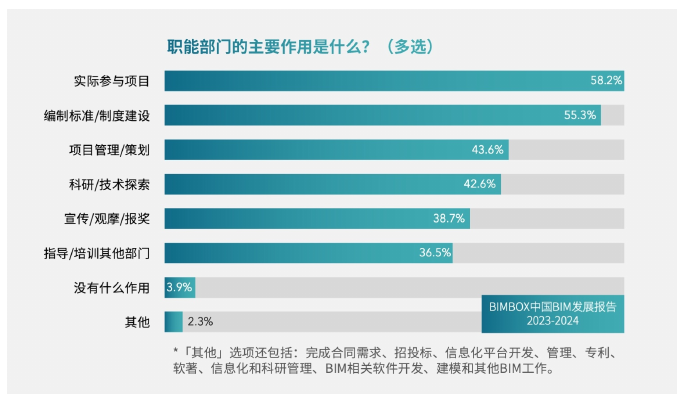 职能部门的主要作用是什么？（多选）
实际参与项目 58.2%
编制标准/制度建设 55.3%
项目管理/策划 43.6%
科研/技术探索 42.6%
宣传/观摩/报奖 38.7%
指导/培训其他部门 36.5%
没有什么作用 3.9%
其他 2.3%
BIMBOX中国BIM发展报告
2023-2024
*「其他」选项还包括：完成合同需求、招投标、信息化平台开发、管理、专利、
软著、信息化和科研管理、BIM相关软件开发、建模和其他BIM工作。